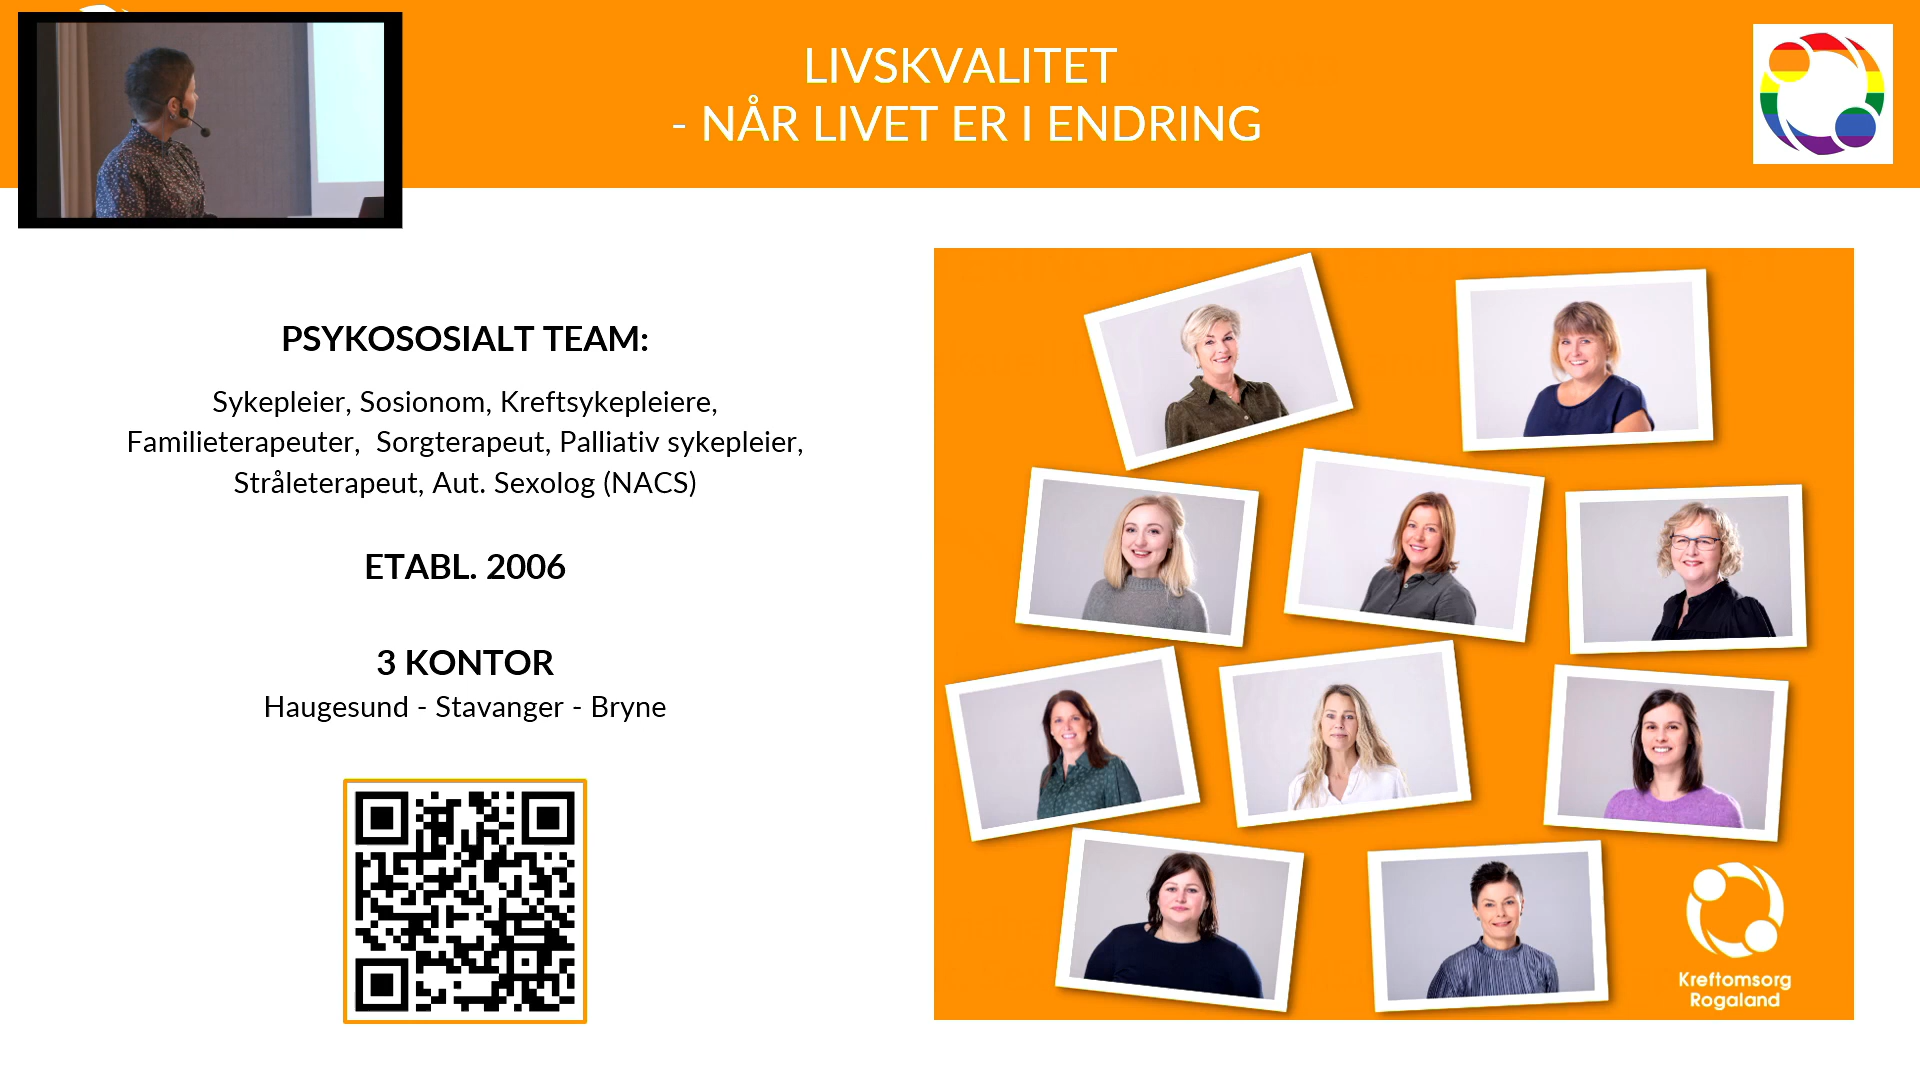 LIVSKVALITET
- NÅR LIVET ER I ENDRING
PSYKOSOSIALT TEAM:
Sykepleier, Sosionom, Kreftsykepleiere,
Familieterapeuter, Sorgterapeut, Palliativ sykepleier,
Stråleterapeut, Aut. Sexolog (NACS)
ETABL. 2006
3 KONTOR
Haugesund - Stavanger - Bryne
Kreftomsorg
Rogaland